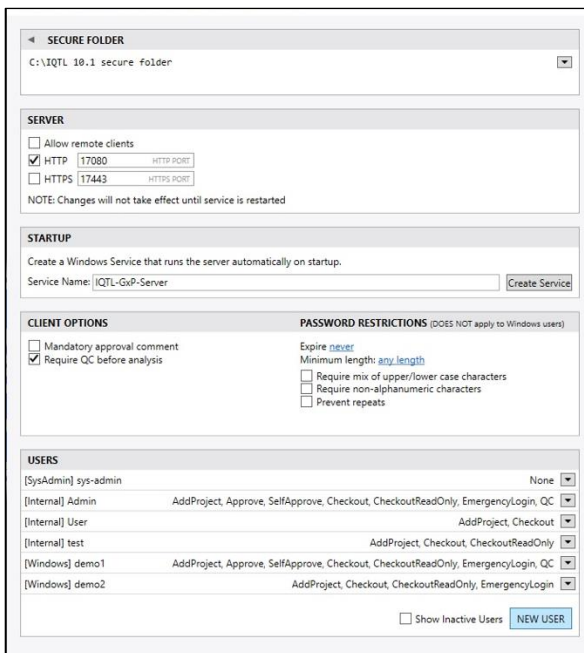 SECURE FOLDER
C:\IQTL 10.1 secure folder
SERVER
Allow remote clients
HTTP 17080 HTTP PORT
HTTPS 17443 HTTPS PORT
NOTE: Changes will not take effect until service is restarted
STARTUP
Create a Windows Service that runs the server automatically on startup.
Service Name: IQTL-GxP-Server Create Service
CLIENT OPTIONS
Mandatory approval comment
Require QC before analysis
PASSWORD RESTRICTIONS (DOES NOT apply to Windows users)
Expire never
Minimum length: any length
Require mix of upper/lower case characters
Require non-alphanumeric characters
Prevent repeats
USERS
[SysAdmin] sys-admin None
[Internal] Admin AddProject, Approve, SelfApprove, Checkout, CheckoutReadOnly, EmergencyLogin, QC
[Internal] User AddProject, Checkout
[Internal] test AddProject, Checkout, CheckoutReadOnly
[Windows] demo1 AddProject, Approve, SelfApprove, Checkout, CheckoutReadOnly, EmergencyLogin, QC
[Windows] demo2 AddProject, Checkout, CheckoutReadOnly, EmergencyLogin
Show Inactive Users NEW USER